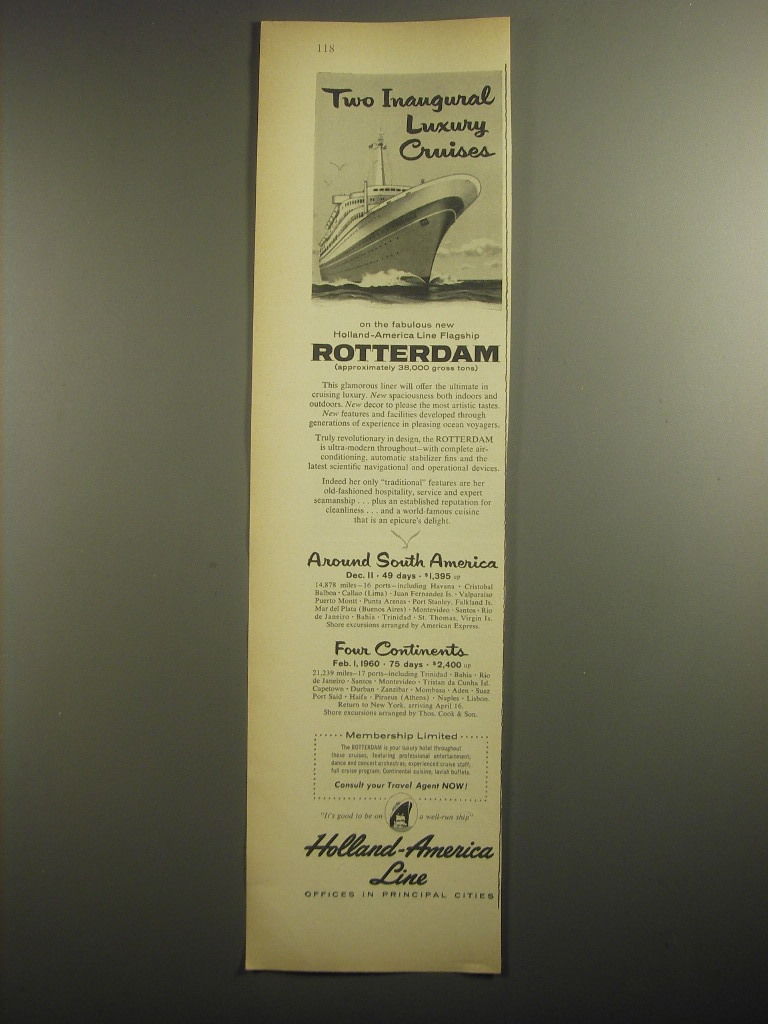 118
Two Inaugural
Luxury
Cruises
on the fabulous new
Holland-America Line Flagship
ROTTERDAM
(approximately 38,000 gross tons)
This glamorous liner will offer the ultimate in
cruising luxury. New spaciousness both indoors and
outdoors. New decor to please the most artistic tastes.
New features and facilities developed through
generations of experience in pleasing ocean voyagers.
Truly revolutionary in design, the ROTTERDAM
is ultra-modern throughout—with complete air-
conditioning, automatic stabilizer fins and the
latest scientific navigational and operational devices.
Indeed her only "traditional" features are her
old-fashioned hospitality, service and expert
seamanship . . . plus an established reputation for
cleanliness . . . and a world-famous cuisine
that is an epicure's delight.
Around South America
Dec. 11 · 49 days · $1,395 up
14,878 miles—16 ports—including Havana · Cristobal
Balboa · Callao (Lima) · Juan Fernandez Is. · Valparaiso
Puerto Montt · Punta Arenas · Port Stanley, Falkland Is.
Mar del Plata (Buenos Aires) · Montevideo · Santos · Rio
de Janeiro · Bahia · Trinidad · St. Thomas, Virgin Is.
Shore excursions arranged by American Express.
Four Continents
Feb. 1, 1960 · 75 days · $2,400 up
21,239 miles—17 ports—including Trinidad · Bahia · Rio
de Janeiro · Santos · Montevideo · Tristan da Cunha Id.
Capetown · Durban · Zanzibar · Mombasa · Aden · Suez
Port Said · Haifa · Piraeus (Athens) · Naples · Lisbon.
Return to New York, arriving April 16.
Shore excursions arranged by Thos. Cook & Son.
Membership Limited
The ROTTERDAM is your luxury hotel throughout
these cruises, featuring professional entertainment;
dance and concert orchestras; experienced cruise staff;
full cruise program; Continental cuisine, lavish buffets.
Consult your Travel Agent NOW!
"It's good to be on a well-run ship"
Holland-America
Line
OFFICES IN PRINCIPAL CITIES